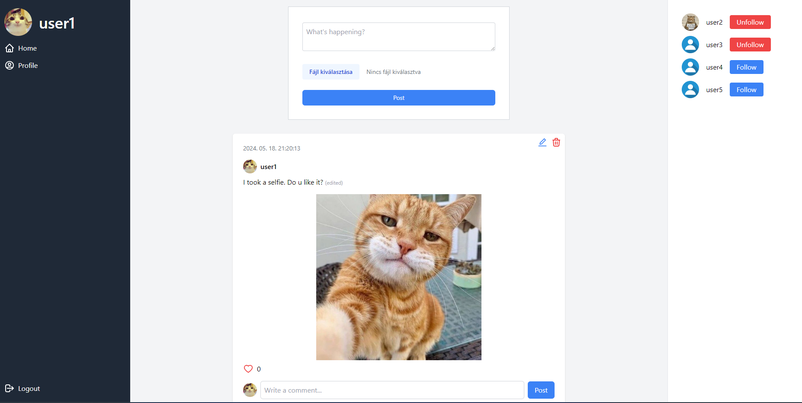 user1
Home
Profile
Logout
What's happening?
Fájl kiválasztása Nincs fájl kiválasztva
Post
2024. 05. 18. 21:20:13
user1
I took a selfie. Do u like it? (edited)
0
Write a comment... Post
user2 Unfollow
user3 Unfollow
user4 Follow
user5 Follow